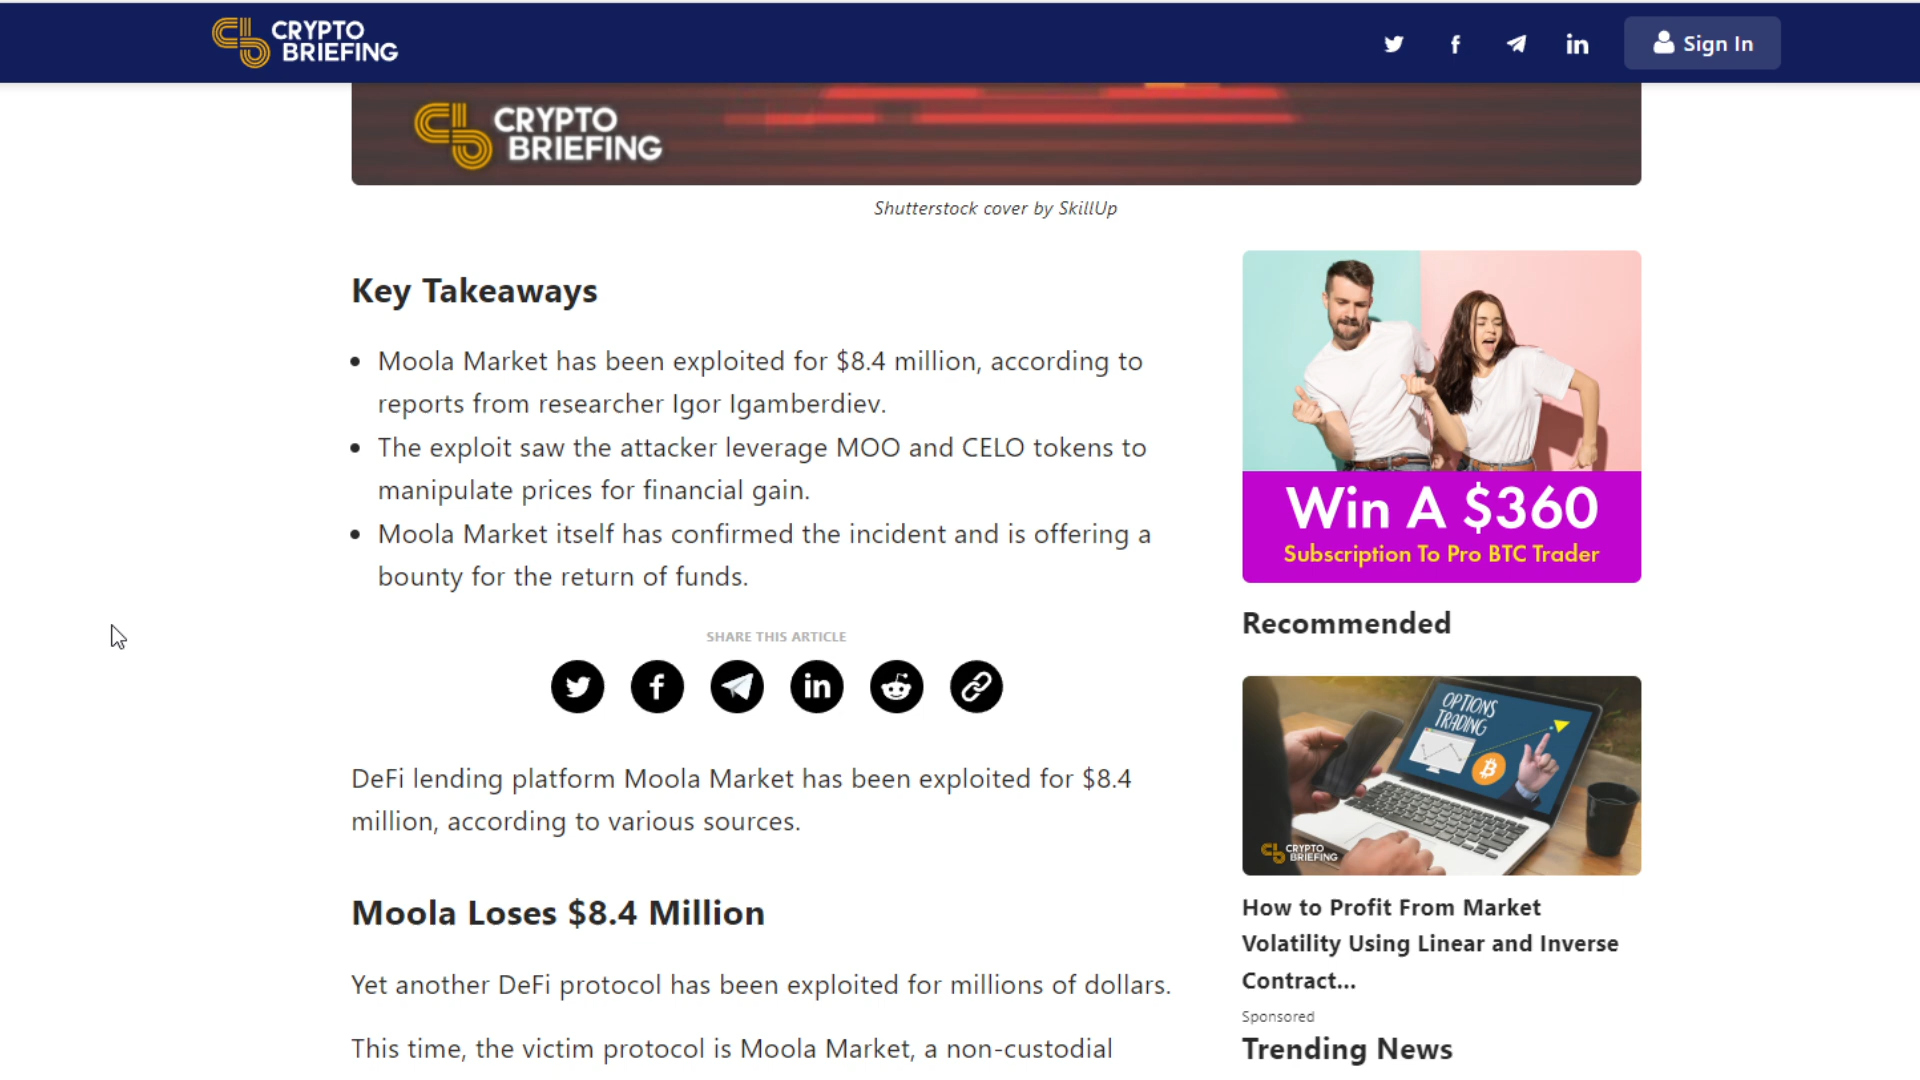 CRYPTO
BRIEFING
Sign In
CRYPTO
BRIEFING
Shutterstock cover by SkillUp
Key Takeaways
Moola Market has been exploited for $8.4 million, according to
reports from researcher Igor Igamberdiev.
The exploit saw the attacker leverage MOO and CELO tokens to
manipulate prices for financial gain.
Moola Market itself has confirmed the incident and is offering a
bounty for the return of funds.
SHARE THIS ARTICLE
DeFi lending platform Moola Market has been exploited for $8.4
million, according to various sources.
Moola Loses $8.4 Million
Yet another DeFi protocol has been exploited for millions of dollars.
This time, the victim protocol is Moola Market, a non-custodial
Win A $360
Subscription To Pro BTC Trader
Recommended
OPTIONS
TRADING
CRYPTO
BRIEFING
How to Profit From Market
Volatility Using Linear and Inverse
Contract...
Sponsored
Trending News